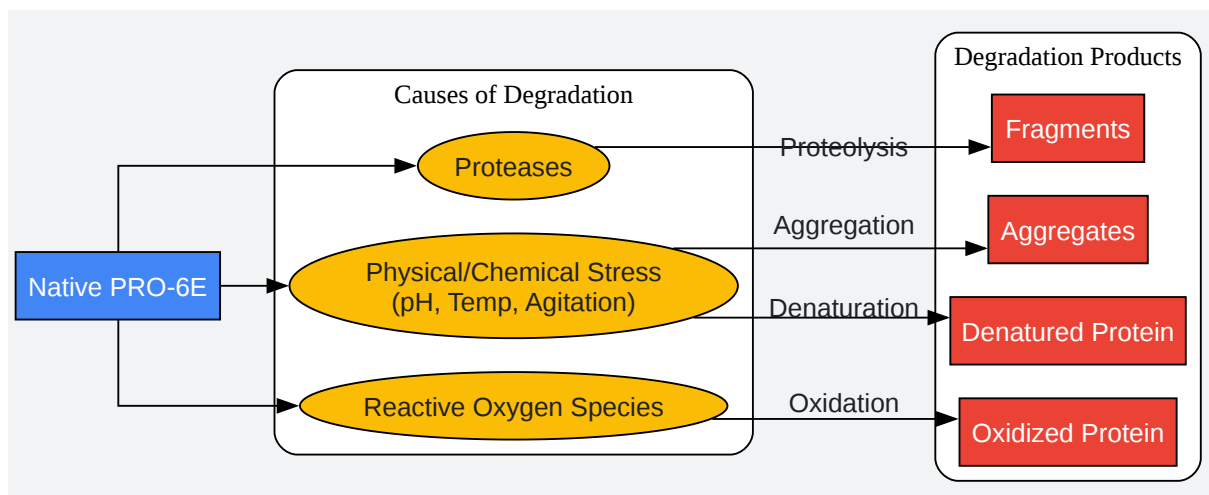 Native PRO-6E
Causes of Degradation
Proteases
Physical/Chemical Stress
(pH, Temp, Agitation)
Reactive Oxygen Species
Proteolysis
Aggregation
Denaturation
Oxidation
Degradation Products
Fragments
Aggregates
Denatured Protein
Oxidized Protein